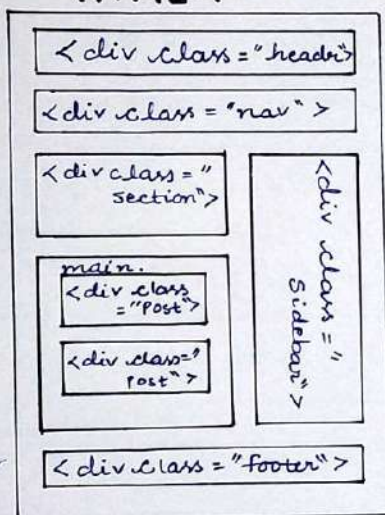 <div class="header">
<div class="nav">
<div class="
section">
main.
<div class
="Post">
<div class="
post">
<div class="
Sidebar">
<div class="footer">